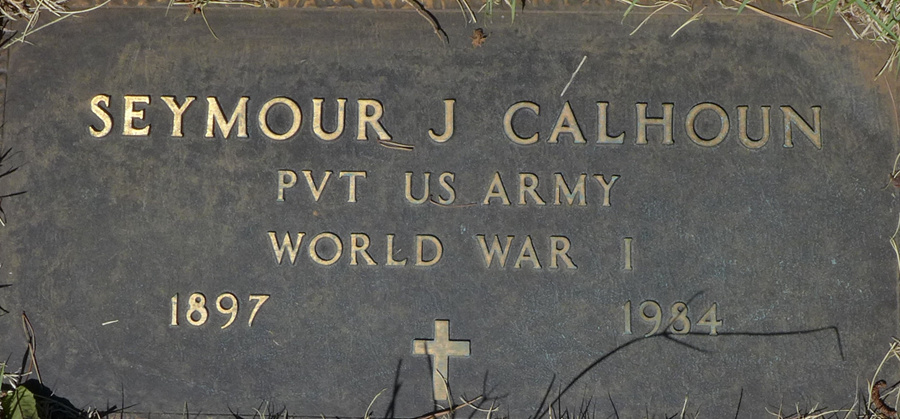 SEYMOUR J CALHOUN
PVT US ARMY
WORLD WAR I
1897 1984